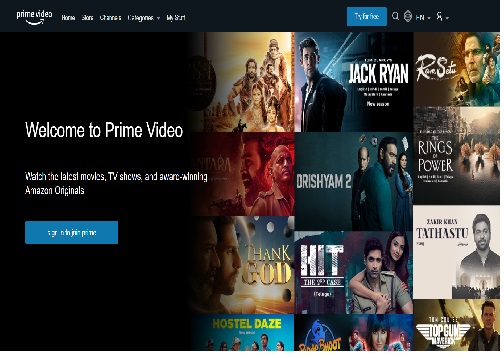 prime video
Home Store Channels Categories My Stuff
Try for free
EN
JACK RYAN
New season
Ram Setu
THE
RINGS
OF
POWER
Welcome to Prime Video
Watch the latest movies, TV shows, and award-winning
Amazon Originals
DRISHYAM 2
ZAKIR KHAN
TATHASTU
sign in to join prime
THANK
GOD
HIT
THE 2ND CASE
(Telugu)
HOSTEL DAZE
TOM CRUISE
TOP GUN
MAVERICK